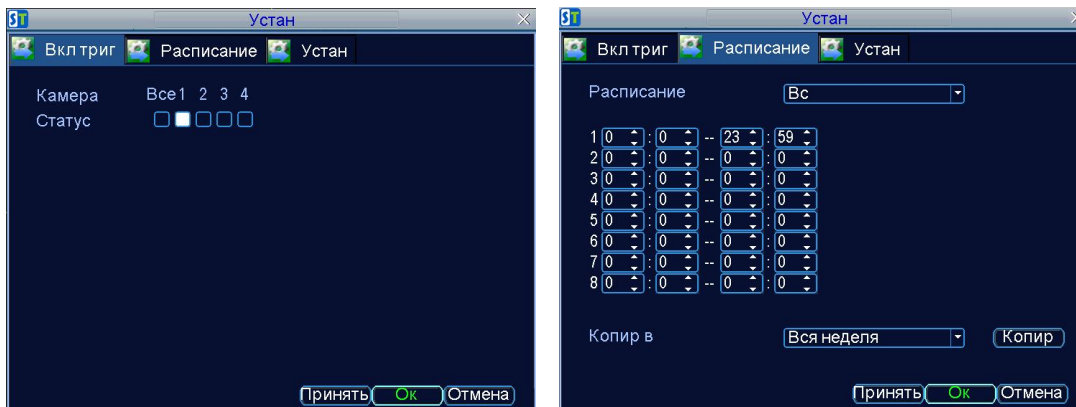 ST Устан
Вкл триг Расписание Устан
Камера Все 1 2 3 4
Статус
Принять Ок Отмена
ST Устан
Вкл триг Расписание Устан
Расписание Вс
1 0 : 0 -- 23 : 59
2 0 : 0 -- 0 : 0
3 0 : 0 -- 0 : 0
4 0 : 0 -- 0 : 0
5 0 : 0 -- 0 : 0
6 0 : 0 -- 0 : 0
7 0 : 0 -- 0 : 0
8 0 : 0 -- 0 : 0
Копир в Вся неделя Копир
Принять Ок Отмена